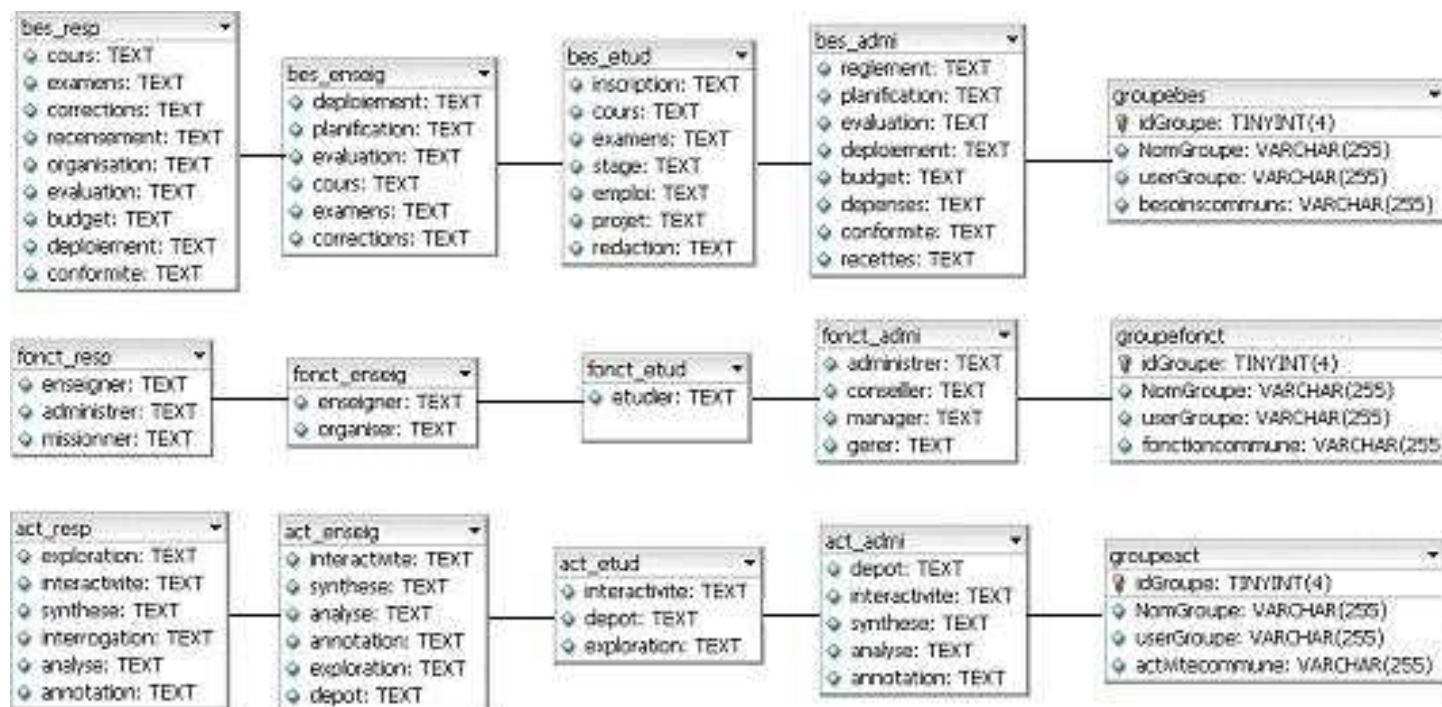 bes_resp
cours: TEXT
examens: TEXT
corrections: TEXT
recensement: TEXT
organisation: TEXT
evaluation: TEXT
budget: TEXT
deploiement: TEXT
conformite: TEXT
bes_enseig
deploiement: TEXT
planification: TEXT
evaluation: TEXT
cours: TEXT
examens: TEXT
corrections: TEXT
bes_etud
inscription: TEXT
cours: TEXT
examens: TEXT
stage: TEXT
emploi: TEXT
projet: TEXT
redaction: TEXT
bes_admi
reglement: TEXT
planification: TEXT
evaluation: TEXT
deploiement: TEXT
budget: TEXT
depenses: TEXT
conformite: TEXT
recettes: TEXT
groupebes
idGroupe: TINYINT(4)
NomGroupe: VARCHAR(255)
userGroupe: VARCHAR(255)
besoinscommuns: VARCHAR(255)
fonct_resp
enseigner: TEXT
administrer: TEXT
missionner: TEXT
fonct_enseig
enseigner: TEXT
organiser: TEXT
fonct_etud
etudier: TEXT
fonct_admi
administrer: TEXT
conseiller: TEXT
manager: TEXT
gerer: TEXT
groupefonct
idGroupe: TINYINT(4)
NomGroupe: VARCHAR(255)
userGroupe: VARCHAR(255)
fonctioncommune: VARCHAR(255
act_resp
exploration: TEXT
interactivite: TEXT
synthese: TEXT
interrogation: TEXT
analyse: TEXT
annotation: TEXT
act_enseig
interactivite: TEXT
synthese: TEXT
analyse: TEXT
annotation: TEXT
exploration: TEXT
depot: TEXT
act_etud
interactivite: TEXT
depot: TEXT
exploration: TEXT
act_admi
depot: TEXT
interactivite: TEXT
synthese: TEXT
analyse: TEXT
annotation: TEXT
groupeact
idGroupe: TINYINT(4)
NomGroupe: VARCHAR(255)
userGroupe: VARCHAR(255)
activitecommune: VARCHAR(255)